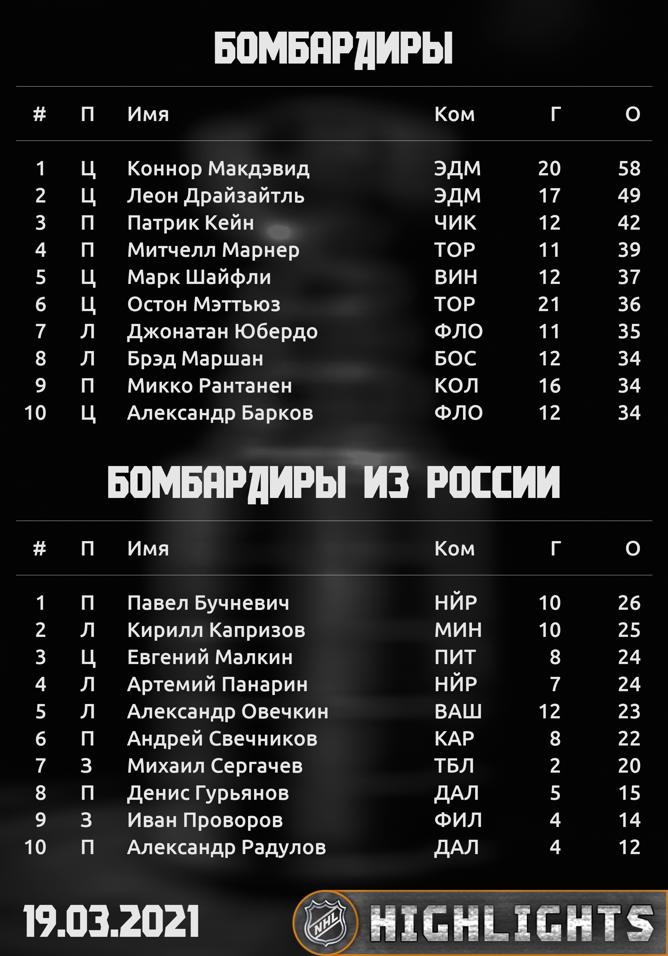 БОМБАРДИРЫ
# П Имя Ком Г О
1 Ц Коннор Макдэвид ЭДМ 20 58
2 Ц Леон Драйзайтль ЭДМ 17 49
3 П Патрик Кейн ЧИК 12 42
4 П Митчелл Марнер ТОР 11 39
5 Ц Марк Шайфли ВИН 12 37
6 Ц Остон Мэттьюз ТОР 21 36
7 Л Джонатан Юбердо ФЛО 11 35
8 Л Брэд Маршан БОС 12 34
9 П Микко Рантанен КОЛ 16 34
10 Ц Александр Барков ФЛО 12 34
БОМБАРДИРЫ ИЗ РОССИИ
# П Имя Ком Г О
1 П Павел Бучневич НЙР 10 26
2 Л Кирилл Капризов МИН 10 25
3 Ц Евгений Малкин ПИТ 8 24
4 Л Артемий Панарин НЙР 7 24
5 Л Александр Овечкин ВАШ 12 23
6 П Андрей Свечников КАР 8 22
7 З Михаил Сергачев ТБЛ 2 20
8 П Денис Гурьянов ДАЛ 5 15
9 З Иван Проворов ФИЛ 4 14
10 П Александр Радулов ДАЛ 4 12
19.03.2021 NHL HIGHLIGHTS